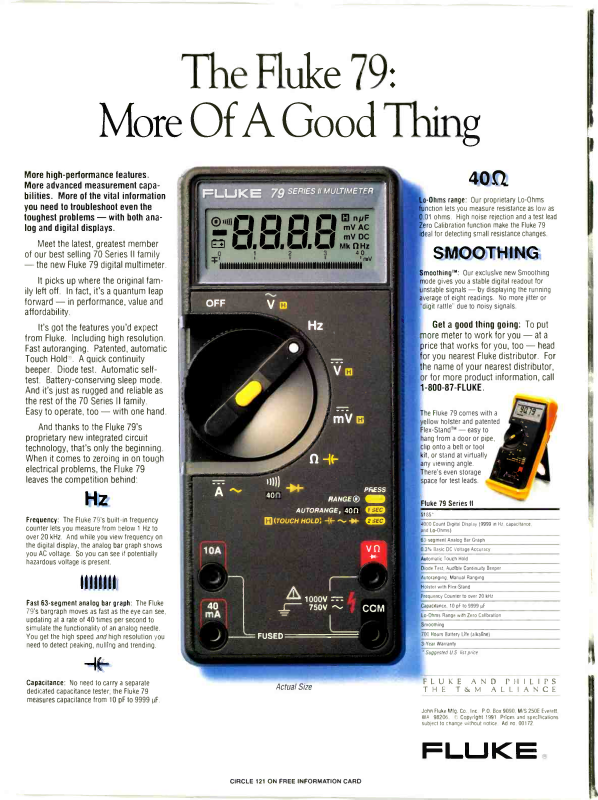 The Fluke 79:
More Of A Good Thing
More high-performance features.
More advanced measurement capa-
bilities. More of the vital information
you need to troubleshoot even the
toughest problems — with both ana-
log and digital displays.
Meet the latest, greatest member
of our best selling 70 Series II family
— the new Fluke 79 digital multimeter.
It picks up where the original fam-
ily left off. In fact, it's a quantum leap
forward — in performance, value and
affordability.
It's got the features you'd expect
from Fluke. Including high resolution.
Fast autoranging. Patented, automatic
Touch Hold™. A quick continuity
beeper. Diode test. Automatic self-
test. Battery-conserving sleep mode.
And it's just as rugged and reliable as
the rest of the 70 Series II family.
Easy to operate, too — with one hand.
And thanks to the Fluke 79's
proprietary new integrated circuit
technology, that's only the beginning.
When it comes to zeroing in on tough
electrical problems, the Fluke 79
leaves the competition behind:
Hz
Frequency: The Fluke 79's built-in frequency
counter lets you measure from below 1 Hz to
over 20 kHz. And while you view frequency on
the digital display, the analog bar graph shows
you AC voltage. So you can see if potentially
hazardous voltage is present.
Fast 63-segment analog bar graph: The Fluke
79's bargraph moves as fast as the eye can see,
updating at a rate of 40 times per second to
simulate the functionality of an analog needle.
You get the high speed and high resolution you
need to detect peaking, nulling and trending.
Capacitance: No need to carry a separate
dedicated capacitance tester, the Fluke 79
measures capacitance from 10 pF to 9999 µF.
FLUKE 79 SERIES II MULTIMETER
8.8.8.8
H nµF
mV AC
mV DC
Mk Ω Hz
0 1 2 3 4 0
mV
OFF
V H
Hz
V H
mV H
Ω
A
40Ω
PRESS
RANGE
AUTORANGE, 40Ω 1 SEC
H (TOUCH HOLD) 2 SEC
10A
VΩ
40
mA
1000V
750V
COM
FUSED
Actual Size
40Ω
Lo-Ohms range: Our proprietary Lo-Ohms
function lets you measure resistance as low as
0.01 ohms. High noise rejection and a test lead
Zero Calibration function make the Fluke 79
ideal for detecting small resistance changes.
SMOOTHING
Smoothing™: Our exclusive new Smoothing
mode gives you a stable digital readout for
unstable signals — by displaying the running
average of eight readings. No more jitter or
"digit rattle" due to noisy signals.
Get a good thing going: To put
more meter to work for you — at a
price that works for you, too — head
for you nearest Fluke distributor. For
the name of your nearest distributor,
or for more product information, call
1-800-87-FLUKE.
The Fluke 79 comes with a
yellow holster and patented
Flex-Stand™ — easy to
hang from a door or pipe,
clip onto a belt or tool
kit, or stand at virtually
any viewing angle.
There's even storage
space for test leads.
Fluke 79 Series II
4000 Count Digital Display (9999 in Hz, capacitance,
and Lo-Ohms)
63 segment Analog Bar Graph
0.3% Basic DC Voltage Accuracy
Automatic Touch Hold
Diode Test, Audible Continuity Beeper
Autoranging, Manual Ranging
Holster with Flex Stand
Frequency Counter to over 20 kHz
Capacitance, 10 pF to 9999 µF
Lo-Ohms Range with Zero Calibration
Smoothing
700 Hours Battery Life (alkaline)
3-Year Warranty
* Suggested U.S. list price
FLUKE AND PHILIPS
THE T&M ALLIANCE
John Fluke Mfg. Co., Inc. P.O. Box 9090, M/S 250E Everett,
WA 98206. © Copyright 1991. Prices and specifications
subject to change without notice. Ad no. 00172
FLUKE®
CIRCLE 121 ON FREE INFORMATION CARD